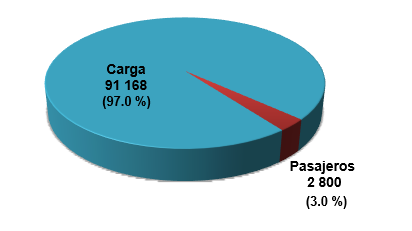 Carga
91 168
(97.0 %)
Pasajeros
2 800
(3.0 %)